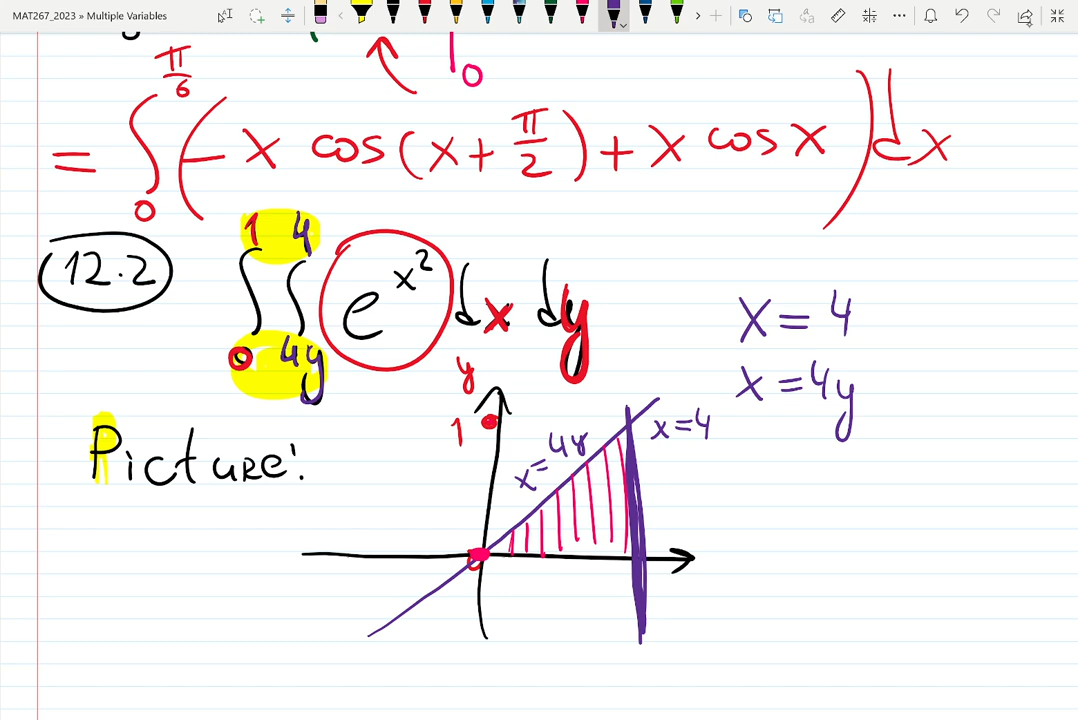 MAT267_2023 » Multiple Variables
0
= ∫₀^{π/6} (− x cos(x + π/2) + x cos x) dx
12.2
∫₀¹ ∫_{4y}⁴ e^{x²} dx dy
x = 4
x = 4y
Picture:
y
1
x = 4y
x = 4